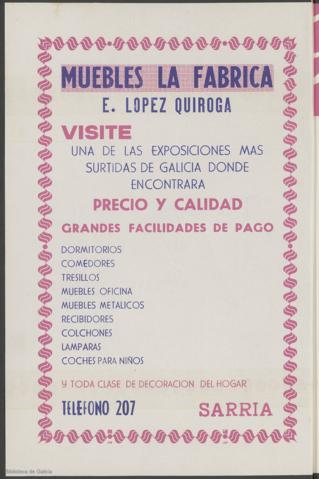 MUEBLES LA FABRICA
E. LOPEZ QUIROGA
VISITE
UNA DE LAS EXPOSICIONES MAS
SURTIDAS DE GALICIA DONDE
ENCONTRARA
PRECIO Y CALIDAD
GRANDES FACILIDADES DE PAGO
DORMITORIOS
COMEDORES
TRESILLOS
MUEBLES OFICINA
MUEBLES METALICOS
RECIBIDORES
COLCHONES
LAMPARAS
COCHES PARA NIÑOS
Y TODA CLASE DE DECORACION DEL HOGAR
TELEFONO 207 SARRIA
Biblioteca de Galicia